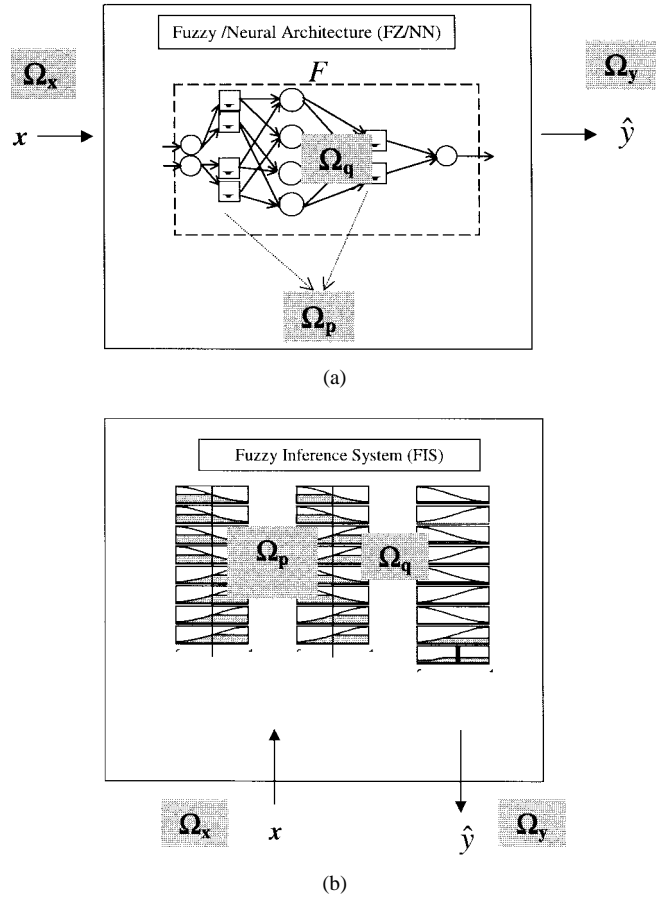 Fuzzy /Neural Architecture (FZ/NN)
Ωx
Ωy
F
x
ŷ
Ωq
Ωp
(a)
Fuzzy Inference System (FIS)
Ωp
Ωq
Ωx
x
ŷ
Ωy
(b)